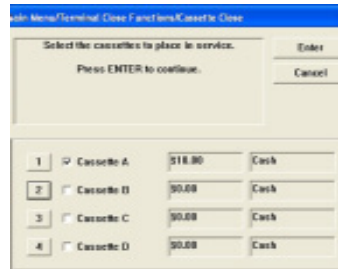 ain Menu/Terminal Close Functions/Cassette Close
Select the cassettes to place in service.
Press ENTER to continue.
Enter
Cancel
1 Cassette A $10.00 Cash
2 Cassette B $0.00 Cash
3 Cassette C $0.00 Cash
4 Cassette D $0.00 Cash